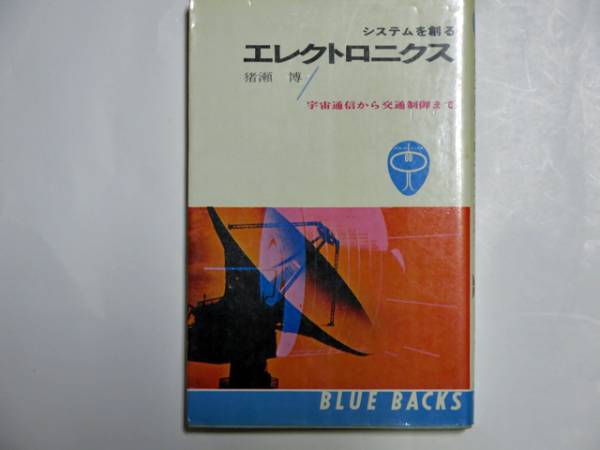 システムを創る
エレクトロニクス
猪瀬 博
宇宙通信から交通制御まで
BLUE BACKS